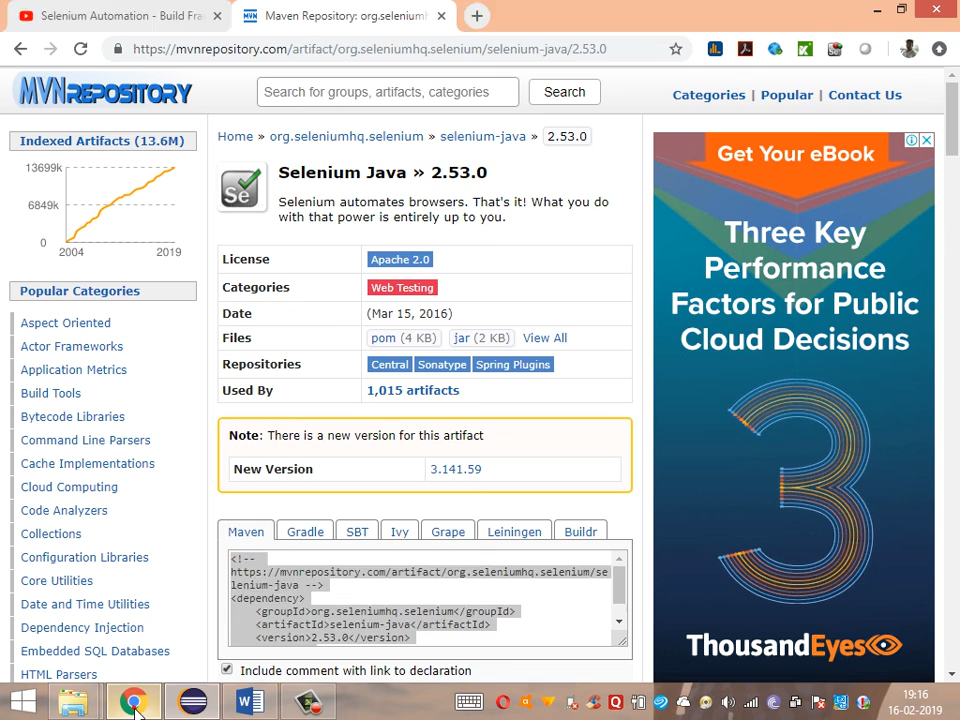 Selenium Automation - Build Fra
Maven Repository: org.seleniumh
https://mvnrepository.com/artifact/org.seleniumhq.selenium/selenium-java/2.53.0
MVNREPOSITORY
Search for groups, artifacts, categories
Search
Categories | Popular | Contact Us
Indexed Artifacts (13.6M)
13699k
6849k
0
2004
2019
Popular Categories
Aspect Oriented
Actor Frameworks
Application Metrics
Build Tools
Bytecode Libraries
Command Line Parsers
Cache Implementations
Cloud Computing
Code Analyzers
Collections
Configuration Libraries
Core Utilities
Date and Time Utilities
Dependency Injection
Embedded SQL Databases
HTML Parsers
Home » org.seleniumhq.selenium » selenium-java » 2.53.0
Se
Selenium Java » 2.53.0
Selenium automates browsers. That's it! What you do
with that power is entirely up to you.
License Apache 2.0
Categories Web Testing
Date (Mar 15, 2016)
Files pom (4 KB) jar (2 KB) View All
Repositories Central Sonatype Spring Plugins
Used By 1,015 artifacts
Note: There is a new version for this artifact
New Version 3.141.59
Maven Gradle SBT Ivy Grape Leiningen Buildr
<!--
https://mvnrepository.com/artifact/org.seleniumhq.selenium/se
lenium-java -->
<dependency>
<groupId>org.seleniumhq.selenium</groupId>
<artifactId>selenium-java</artifactId>
<version>2.53.0</version>
Include comment with link to declaration
Get Your eBook
Three Key
Performance
Factors for Public
Cloud Decisions
3
ThousandEyes
19:16
16-02-2019